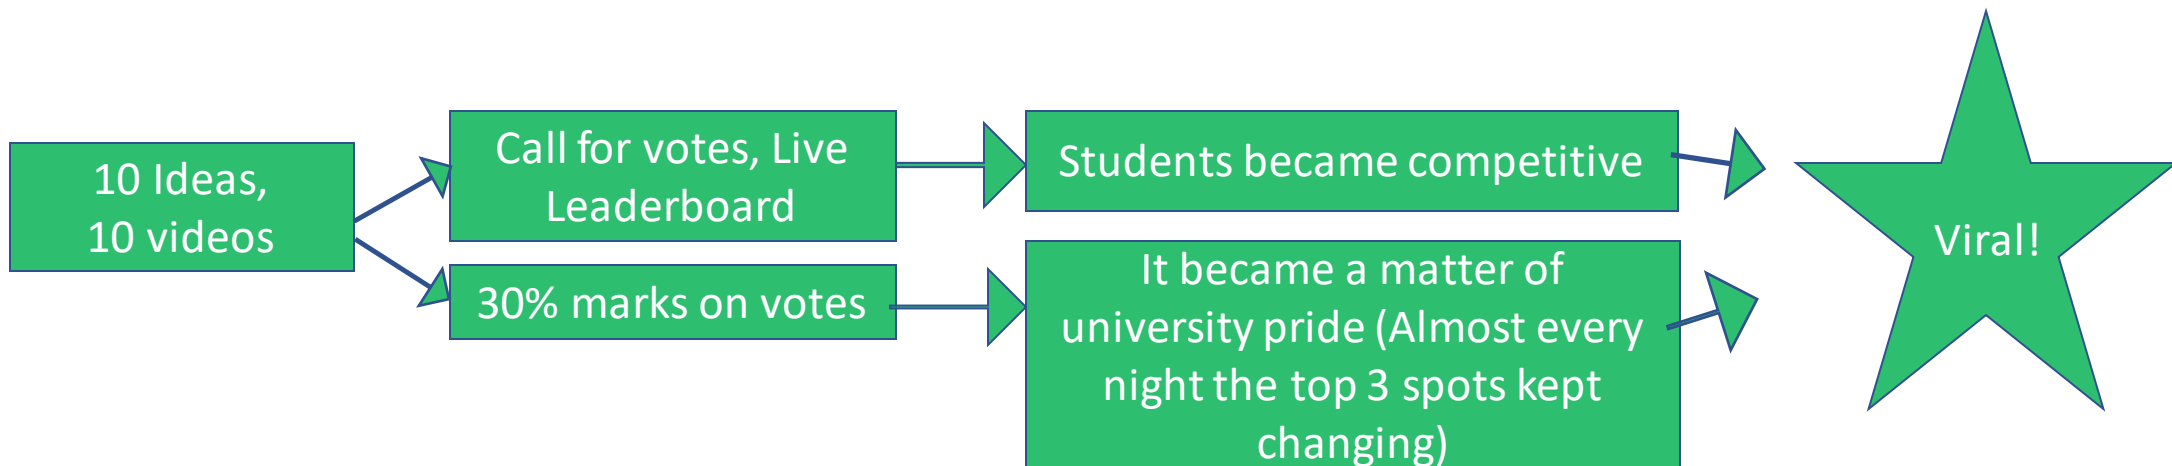 10 Ideas,
10 videos
Call for votes, Live
Leaderboard
30% marks on votes
Students became competitive
It became a matter of
university pride (Almost every
night the top 3 spots kept
changing)
Viral!